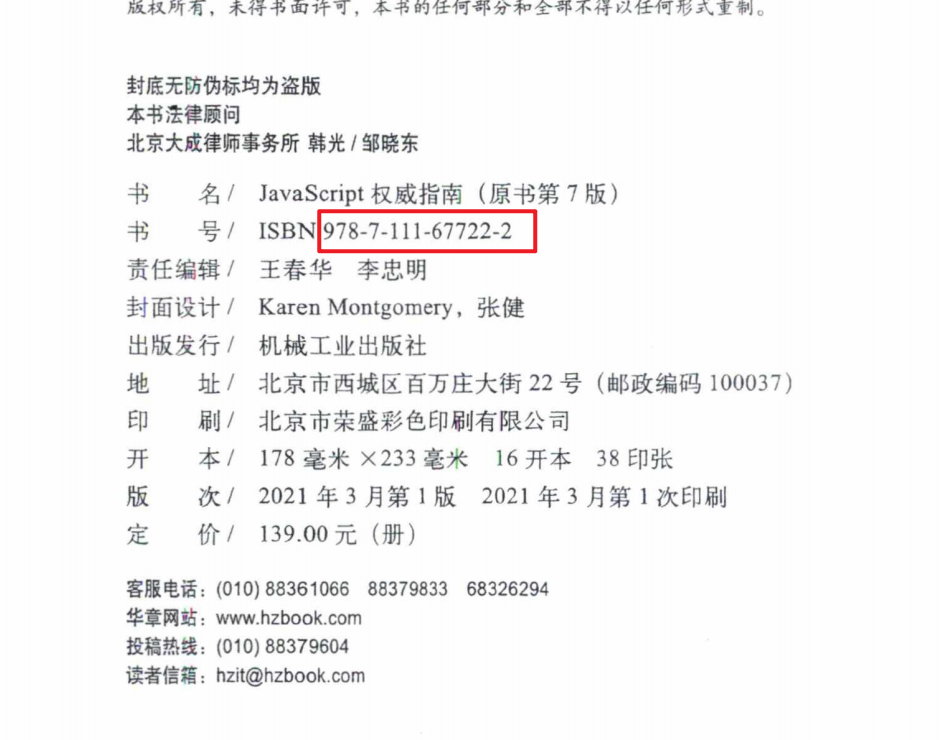 版权所有，未得书面许可，本书的任何部分和全部不得以任何形式重制。
封底无防伪标均为盗版
本书法律顾问
北京大成律师事务所 韩光 / 邹晓东
书 名 / JavaScript 权威指南（原书第 7 版）
书 号 / ISBN 978-7-111-67722-2
责任编辑 / 王春华 李忠明
封面设计 / Karen Montgomery，张健
出版发行 / 机械工业出版社
地 址 / 北京市西城区百万庄大街 22 号（邮政编码 100037）
印 刷 / 北京市荣盛彩色印刷有限公司
开 本 / 178 毫米 ×233 毫米 16 开本 38 印张
版 次 / 2021 年 3 月第 1 版 2021 年 3 月第 1 次印刷
定 价 / 139.00 元（册）
客服电话：(010) 88361066 88379833 68326294
华章网站：www.hzbook.com
投稿热线：(010) 88379604
读者信箱：hzit@hzbook.com